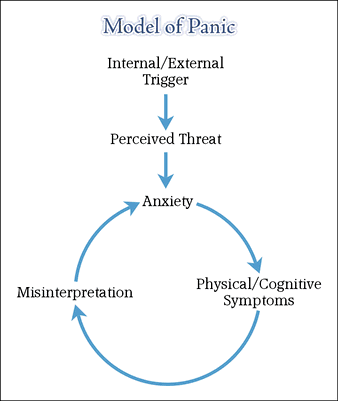 Model of Panic
Internal/External
Trigger
Perceived Threat
Anxiety
Physical/Cognitive
Symptoms
Misinterpretation